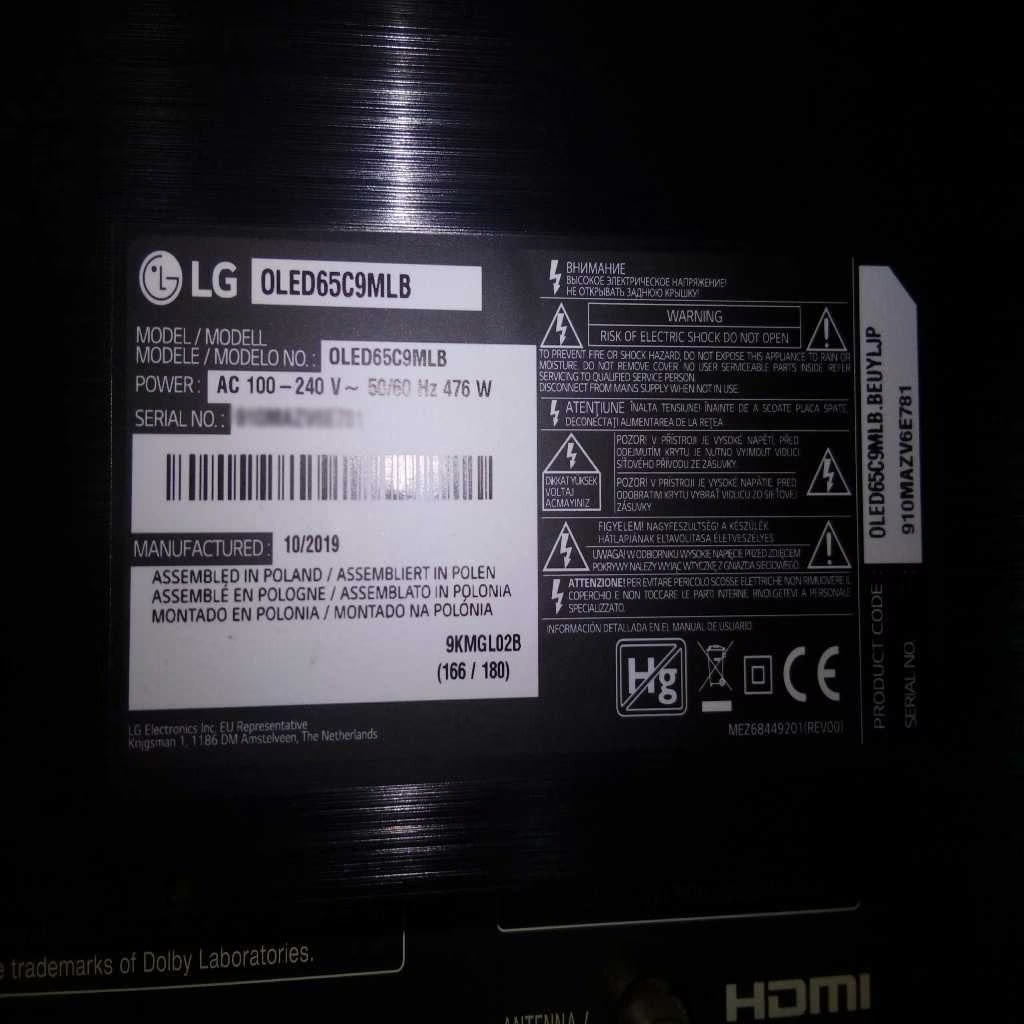 LG OLED65C9MLB
MODEL / MODELL
MODELE / MODELO NO. : OLED65C9MLB
POWER : AC 100 – 240 V ~ 50/60 Hz 476 W
SERIAL NO. :
MANUFACTURED : 10/2019
ASSEMBLED IN POLAND / ASSEMBLIERT IN POLEN
ASSEMBLÉ EN POLOGNE / ASSEMBLATO IN POLONIA
MONTADO EN POLONIA / MONTADO NA POLÓNIA
9KMGL02B
(166 / 180)
LG Electronics Inc. EU Representative
Krijgsman 1, 1186 DM Amstelveen, The Netherlands
ВНИМАНИЕ
ВЫСОКОЕ ЭЛЕКТРИЧЕСКОЕ НАПРЯЖЕНИЕ!
НЕ ОТКРЫВАТЬ ЗАДНЮЮ КРЫШКУ!
WARNING
RISK OF ELECTRIC SHOCK DO NOT OPEN
TO PREVENT FIRE OR SHOCK HAZARD, DO NOT EXPOSE THIS APPLIANCE TO RAIN OR
MOISTURE. DO NOT REMOVE COVER. NO USER SERVICEABLE PARTS INSIDE. REFER
SERVICING TO QUALIFIED SERVICE PERSON.
DISCONNECT FROM MAINS SUPPLY WHEN NOT IN USE.
ATENŢIUNE ÎNALTA TENSIUNE! ÎNAINTE DE A SCOATE PLACA SPATE,
DECONECTAŢI ALIMENTAREA DE LA REŢEA.
DIKKAT YUKSEK
VOLTAJ
ACMAYINIZ
POZOR! V PŘÍSTROJI JE VYSOKÉ NAPĚTÍ, PŘED
ODEJMUTÍM KRYTU JE NUTNO VYJMOUT VIDLICI
SÍŤOVÉHO PŘÍVODU ZE ZÁSUVKY.
POZOR! V PRÍSTROJI JE VYSOKÉ NAPÄTIE, PRED
ODOBRATIM KRYTU VYBRAŤ VIDLICU ZO SIEŤOVEJ
ZÁSUVKY
FIGYELEM! NAGYFESZÜLTSÉG! A KÉSZÜLÉK
HÁTLAPJÁNAK ELTÁVOLÍTÁSA ÉLETVESZÉLYES.
UWAGA! W ODBIORNIKU WYSOKIE NAPIĘCIE. PRZED ZDJĘCIEM
POKRYWY NALEŻY WYJĄĆ WTYCZKĘ Z GNIAZDA SIECIOWEGO.
ATTENZIONE! PER EVITARE PERICOLO SCOSSE ELETTRICHE NON RIMUOVERE IL
COPERCHIO E NON TOCCARE LE PARTI INTERNE. RIVOLGETEVI A PERSONALE
SPECIALIZZATO.
INFORMACIÓN DETALLADA EN EL MANUAL DE USUARIO.
Hg
CE
MEZ68449201(REV00)
PRODUCT CODE OLED65C9MLB.BEUYLJP
SERIAL NO. 910MAZV6E781
e trademarks of Dolby Laboratories.
ANTENNA /
HDMI